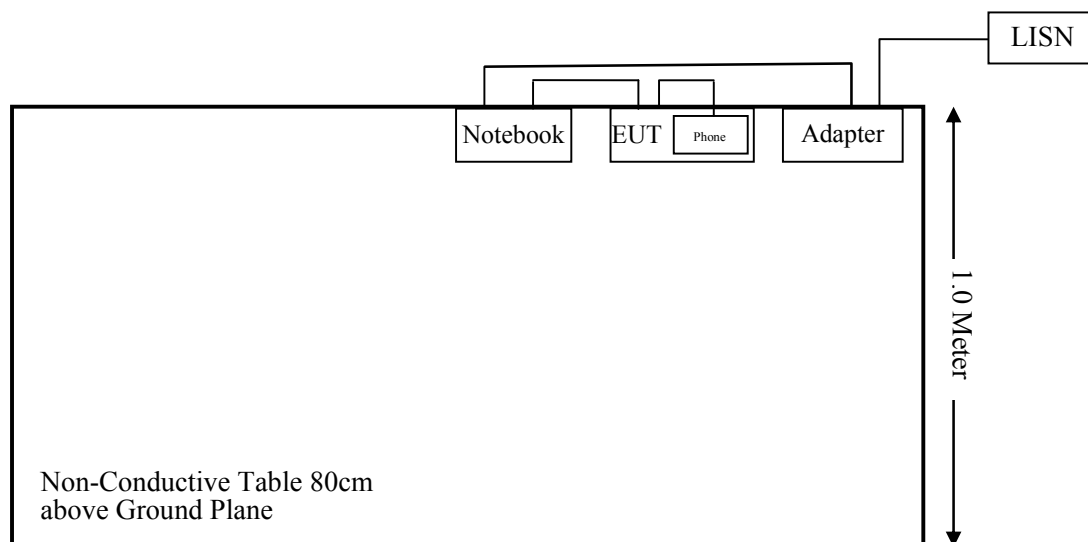 LISN
Notebook
EUT
Phone
Adapter
1.0 Meter
Non-Conductive Table 80cm
above Ground Plane